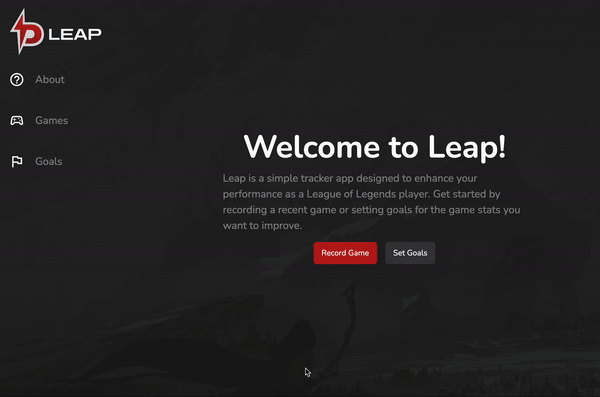 LEAP
About
Games
Goals
Welcome to Leap!
Leap is a simple tracker app designed to enhance your
performance as a League of Legends player. Get started by
recording a recent game or setting goals for the game stats you
want to improve.
Record Game
Set Goals